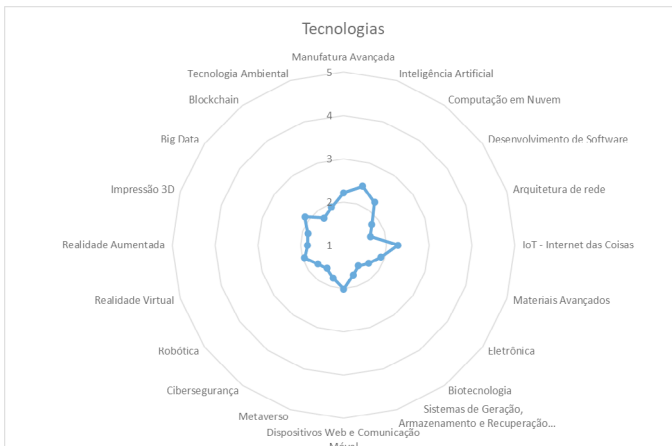 Tecnologias
Manufatura Avançada
Tecnologia Ambiental
Inteligência Artificial
Blockchain
Computação em Nuvem
Big Data
Desenvolvimento de Software
Impressão 3D
Arquitetura de rede
Realidade Aumentada
IoT - Internet das Coisas
Realidade Virtual
Materiais Avançados
Robótica
Eletrônica
Cibersegurança
Biotecnologia
Metaverso
Sistemas de Geração,
Armazenamento e Recuperação...
Dispositivos Web e Comunicação
Móvel
5
4
3
2
1